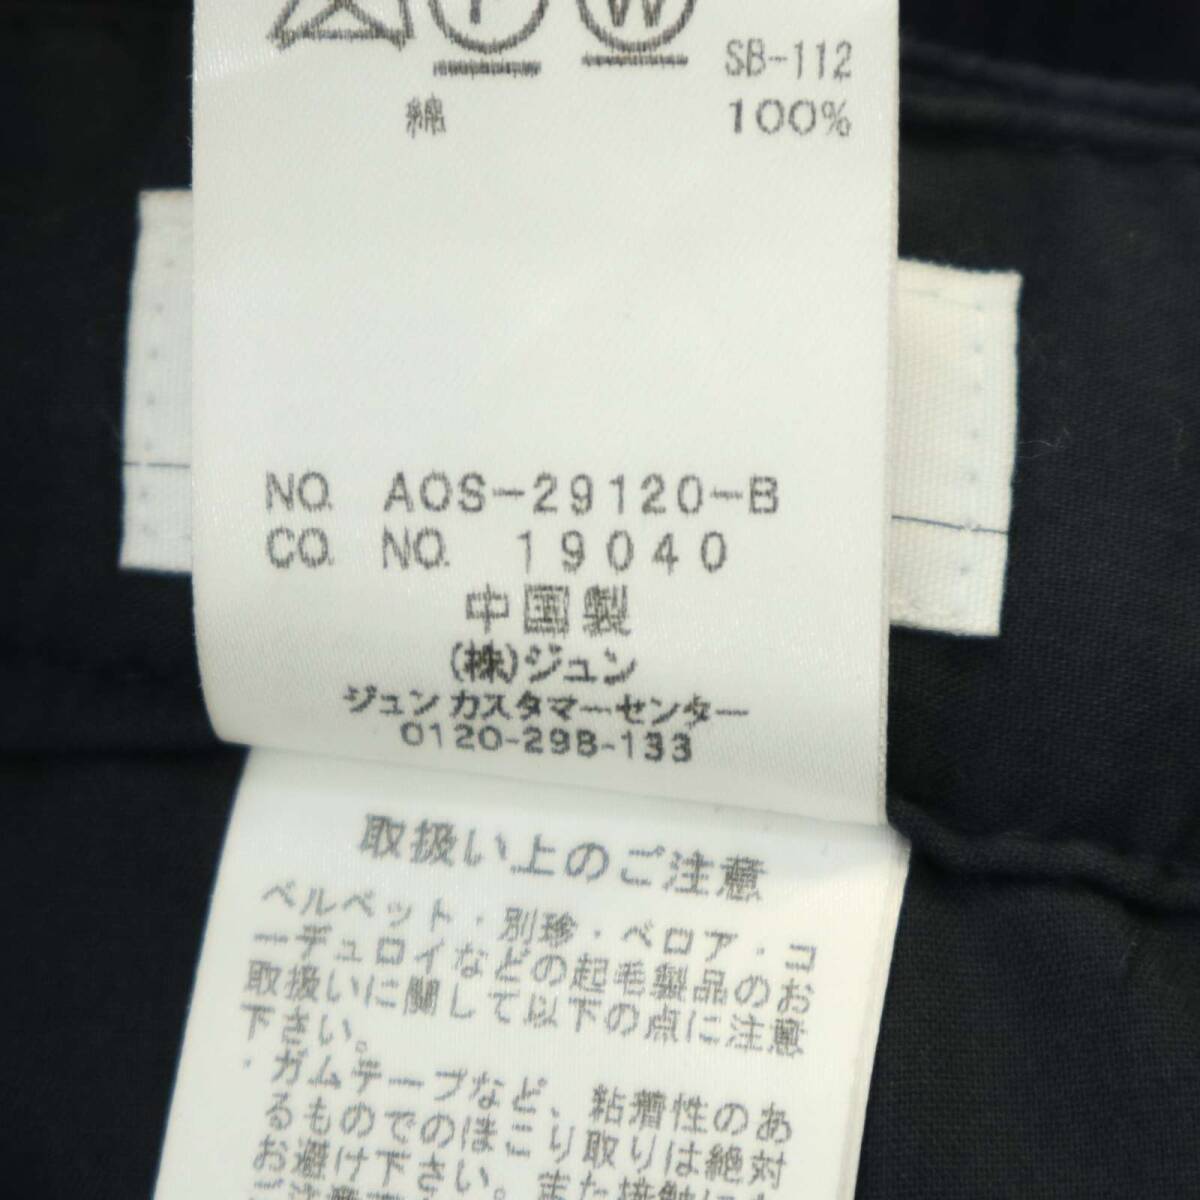 P W
SB-112
綿 100%
NO. AOS-29120-B
CO. NO. 19040
中国製
(株)ジュン
ジュンカスタマーセンター
0120-298-133
取扱い上のご注意
ベルベット・別珍・ベロア・コ
ーデュロイなどの起毛製品のお
取扱いに関して以下の点に注意
下さい。
・ガムテープなど、粘着性のあ
るものでのほこり取りは絶対
お避け下さい。また接触に